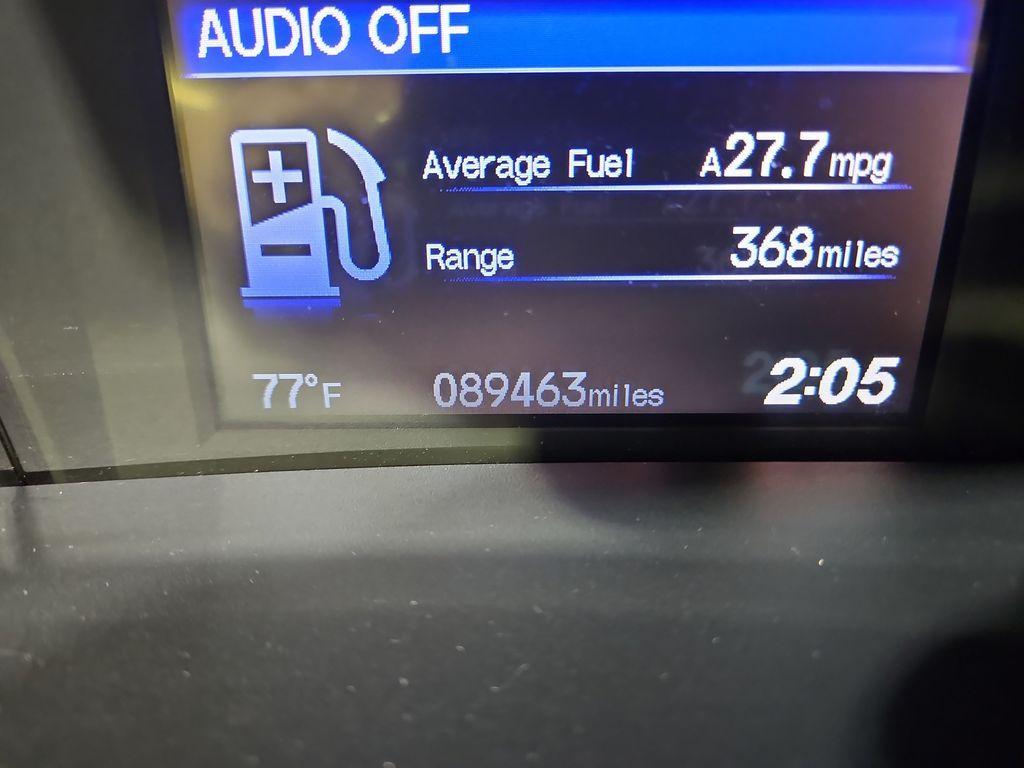 AUDIO OFF
Average Fuel A27.7mpg
Range 368miles
77°F 089463miles 2:05